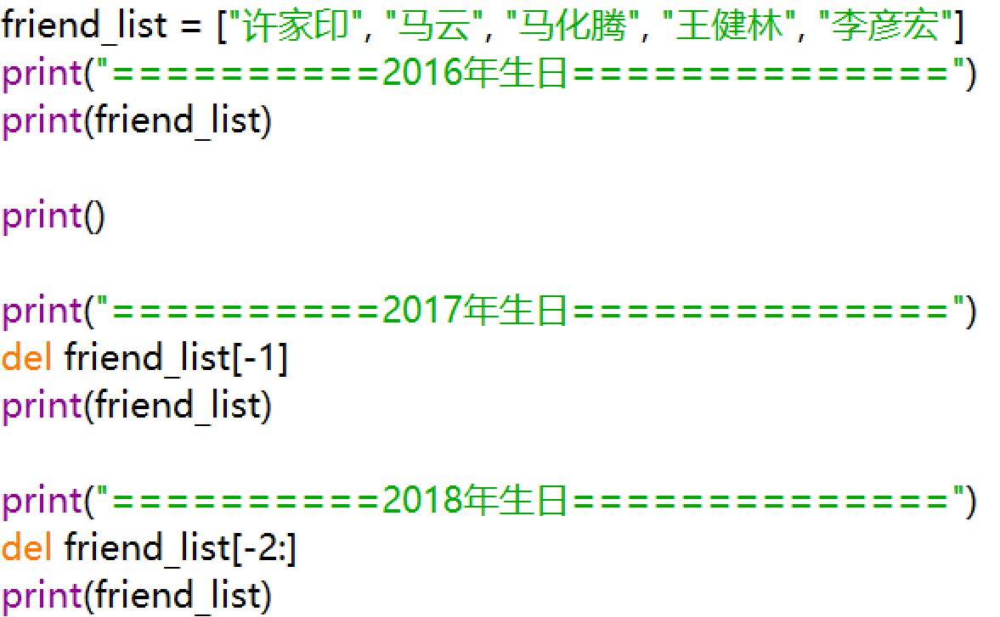 friend_list = ["许家印", "马云", "马化腾", "王健林", "李彦宏"]
print("==========2016年生日==============")
print(friend_list)
print()
print("==========2017年生日==============")
del friend_list[-1]
print(friend_list)
print("==========2018年生日==============")
del friend_list[-2:]
print(friend_list)